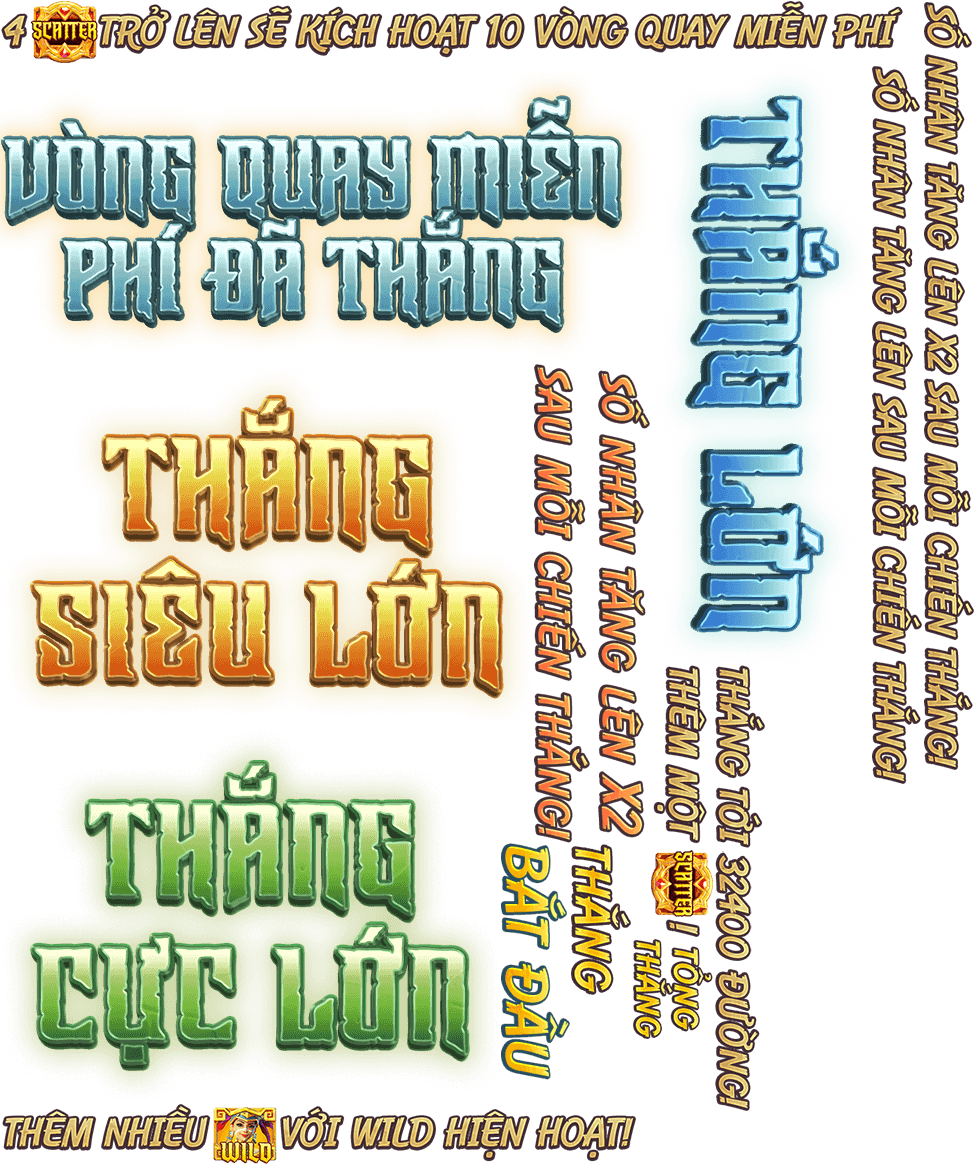 4 SCATTER TRỞ LÊN SẼ KÍCH HOẠT 10 VÒNG QUAY MIỄN PHÍ
VÒNG QUAY MIỄN
PHÍ ĐÃ THẮNG
THẮNG LỚN
SỐ NHÂN TĂNG LÊN X2 SAU MỖI CHIẾN THẮNG!
SỐ NHÂN TĂNG LÊN SAU MỖI CHIẾN THẮNG!
THẮNG
SIÊU LỚN
SỐ NHÂN TĂNG LÊN X2
SAU MỖI CHIẾN THẮNG!
THẮNG TỚI 32400 ĐƯỜNG!
THÊM MỘT SCATTER !
TỔNG
THẮNG
THẮNG
BẮT ĐẦU
THẮNG
CỰC LỚN
THÊM NHIỀU WILD VỚI WILD HIỆN HOẠT!